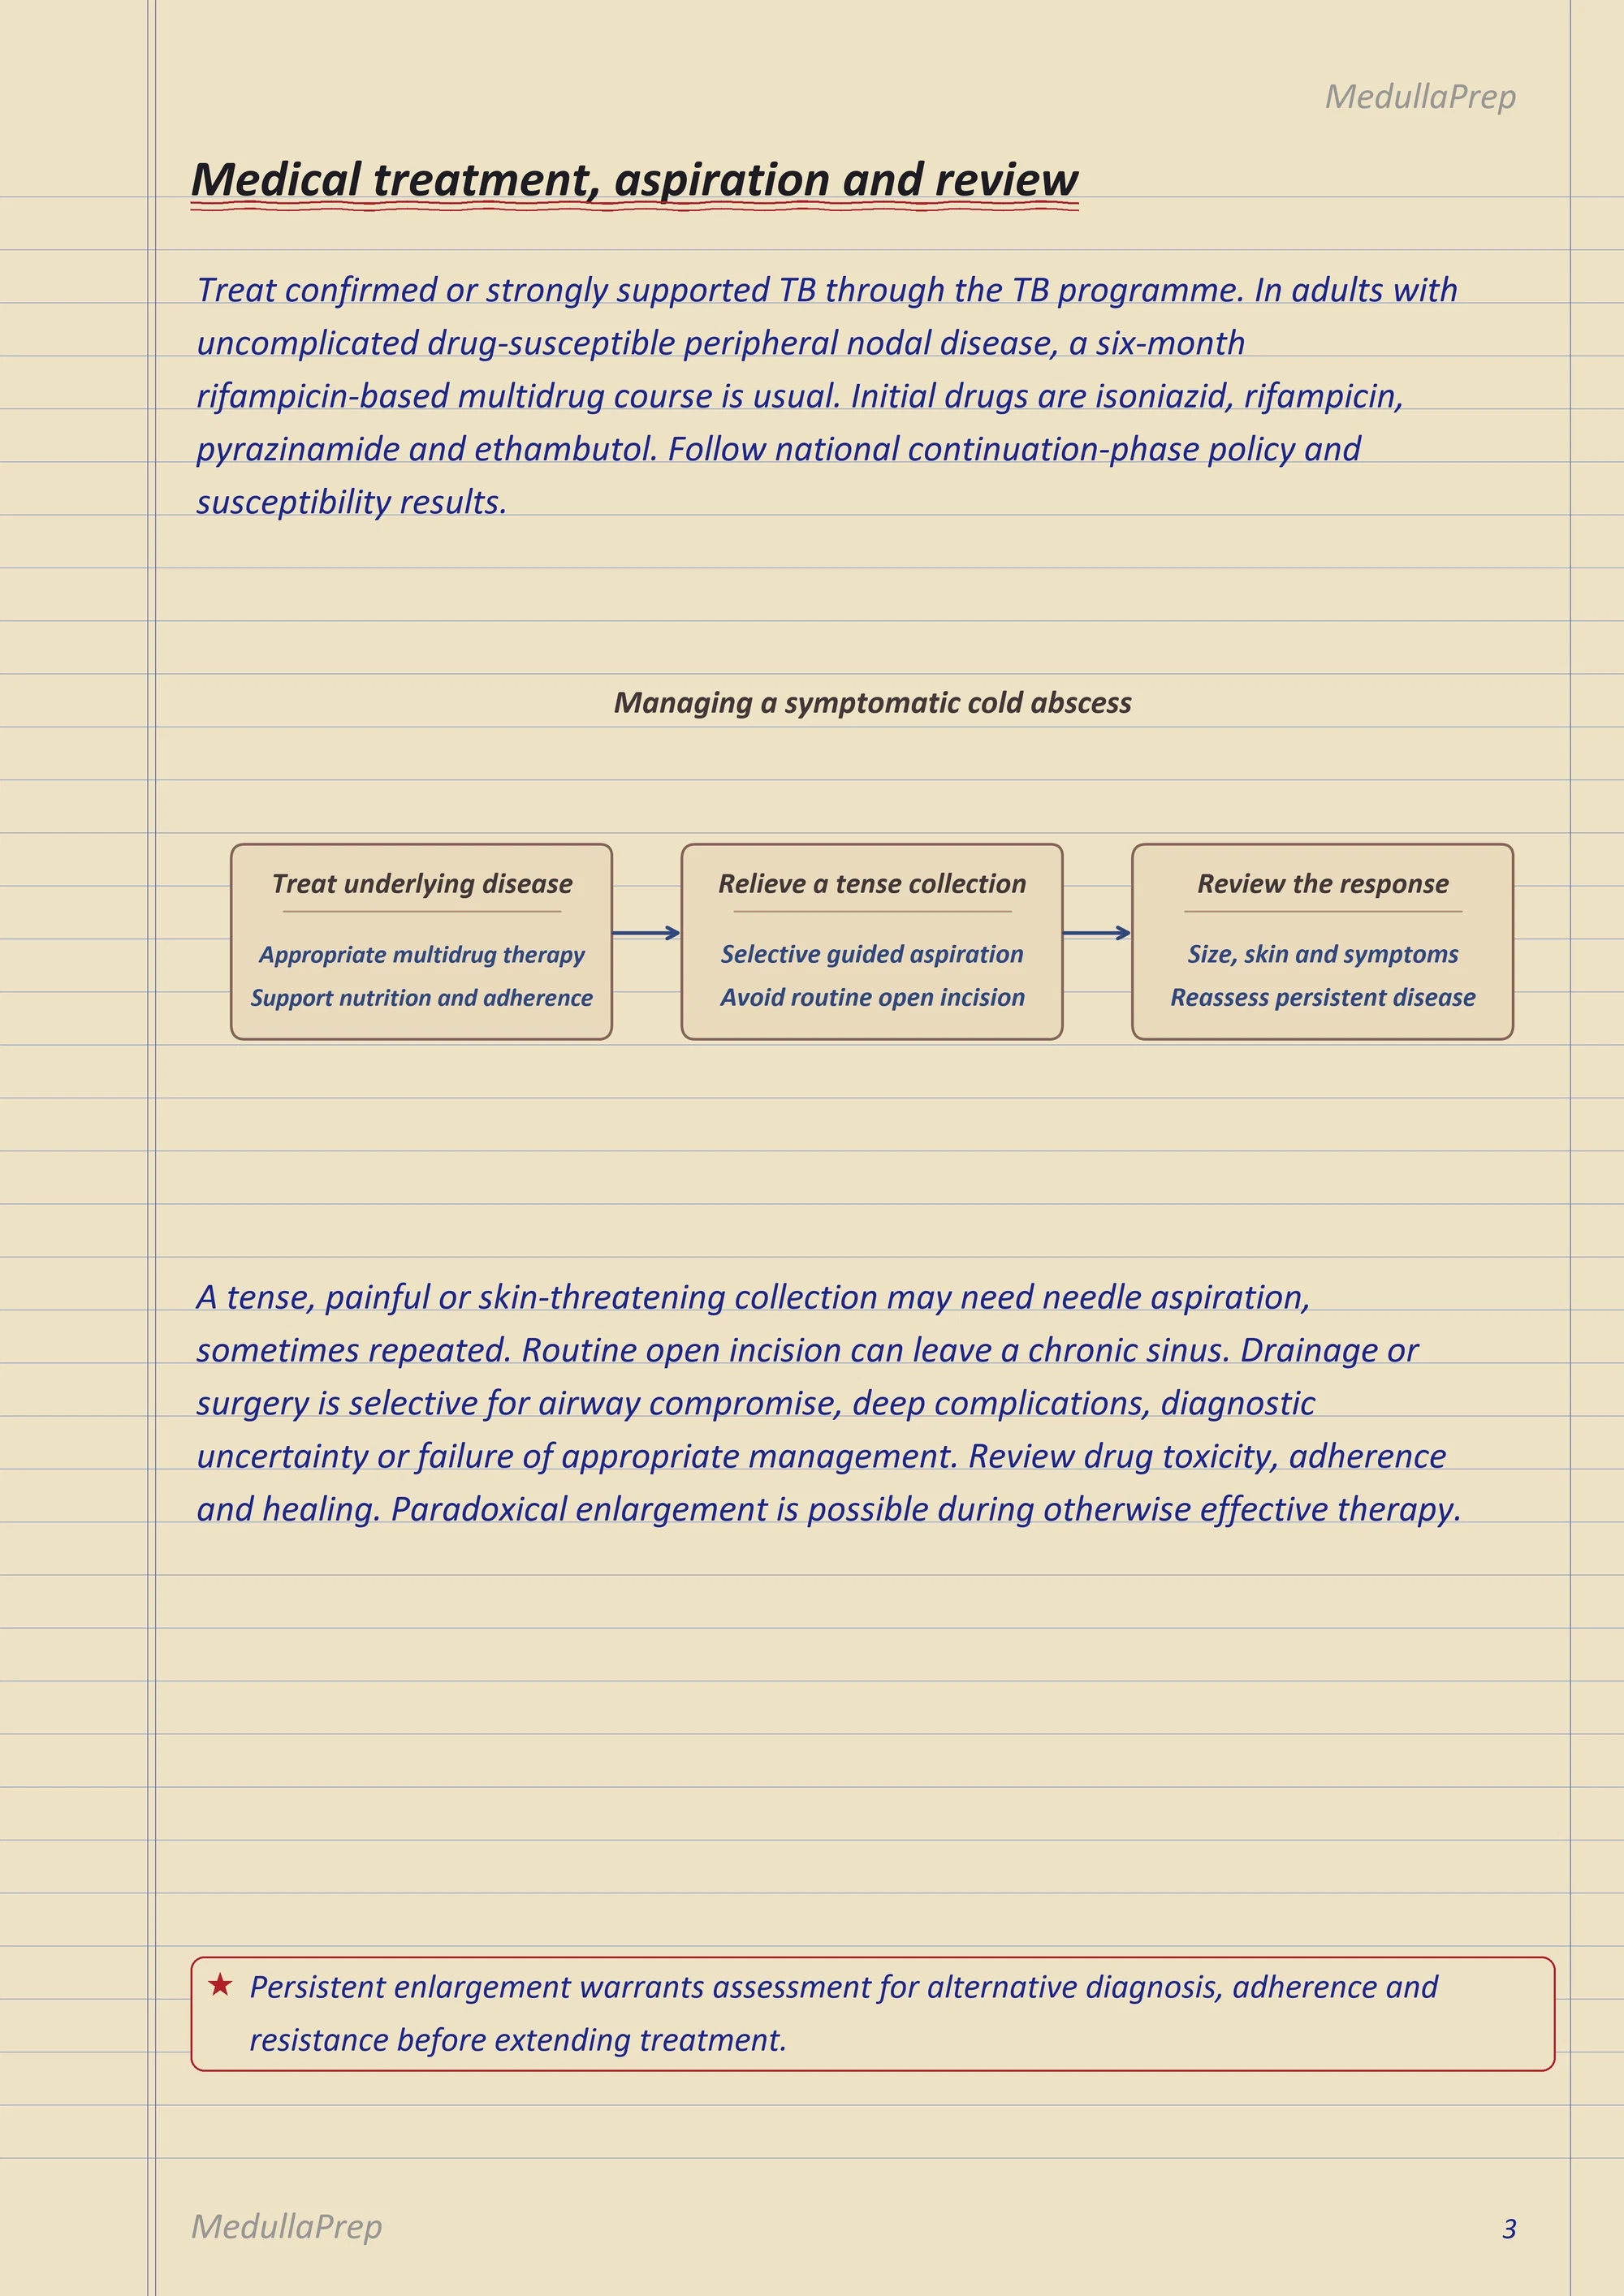 MedullaPrep
Medical treatment, aspiration and review
Treat confirmed or strongly supported TB through the TB programme. In adults with
uncomplicated drug-susceptible peripheral nodal disease, a six-month
rifampicin-based multidrug course is usual. Initial drugs are isoniazid, rifampicin,
pyrazinamide and ethambutol. Follow national continuation-phase policy and
susceptibility results.
Managing a symptomatic cold abscess
Treat underlying disease
Appropriate multidrug therapy
Support nutrition and adherence
Relieve a tense collection
Selective guided aspiration
Avoid routine open incision
Review the response
Size, skin and symptoms
Reassess persistent disease
A tense, painful or skin-threatening collection may need needle aspiration,
sometimes repeated. Routine open incision can leave a chronic sinus. Drainage or
surgery is selective for airway compromise, deep complications, diagnostic
uncertainty or failure of appropriate management. Review drug toxicity, adherence
and healing. Paradoxical enlargement is possible during otherwise effective therapy.
★ Persistent enlargement warrants assessment for alternative diagnosis, adherence and
resistance before extending treatment.
MedullaPrep
3